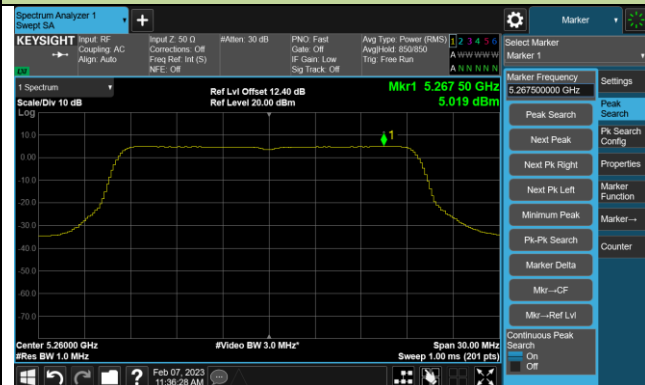 Spectrum Analyzer 1
Swept SA
KEYSIGHT
Input: RF
Coupling: AC
Align: Auto
Input Z: 50 Ω
Corrections: Off
Freq Ref: Int (S)
NFE: Off
#Atten: 30 dB
PNO: Fast
Gate: Off
IF Gain: Low
Sig Track: Off
Avg Type: Power (RMS)
Avg|Hold: 850/850
Trig: Free Run
1 2 3 4 5 6
A W W W W W
A N N N N N
1 Spectrum
Scale/Div 10 dB
Log
Ref Lvl Offset 12.40 dB
Ref Level 20.00 dBm
Mkr1 5.267 50 GHz
5.019 dBm
1
10.0
0.00
-10.0
-20.0
-30.0
-40.0
-50.0
-60.0
-70.0
Center 5.26000 GHz
#Res BW 1.0 MHz
#Video BW 3.0 MHz*
Span 30.00 MHz
Sweep 1.00 ms (201 pts)
Feb 07, 2023
11:36:28 AM
Marker
Select Marker
Marker 1
Marker Frequency
5.267500000 GHz
Peak Search
Next Peak
Next Pk Right
Next Pk Left
Minimum Peak
Pk-Pk Search
Marker Delta
Mkr→CF
Mkr→Ref Lvl
Continuous Peak
Search
On
Off
Settings
Peak
Search
Pk Search
Config
Properties
Marker
Function
Marker→
Counter